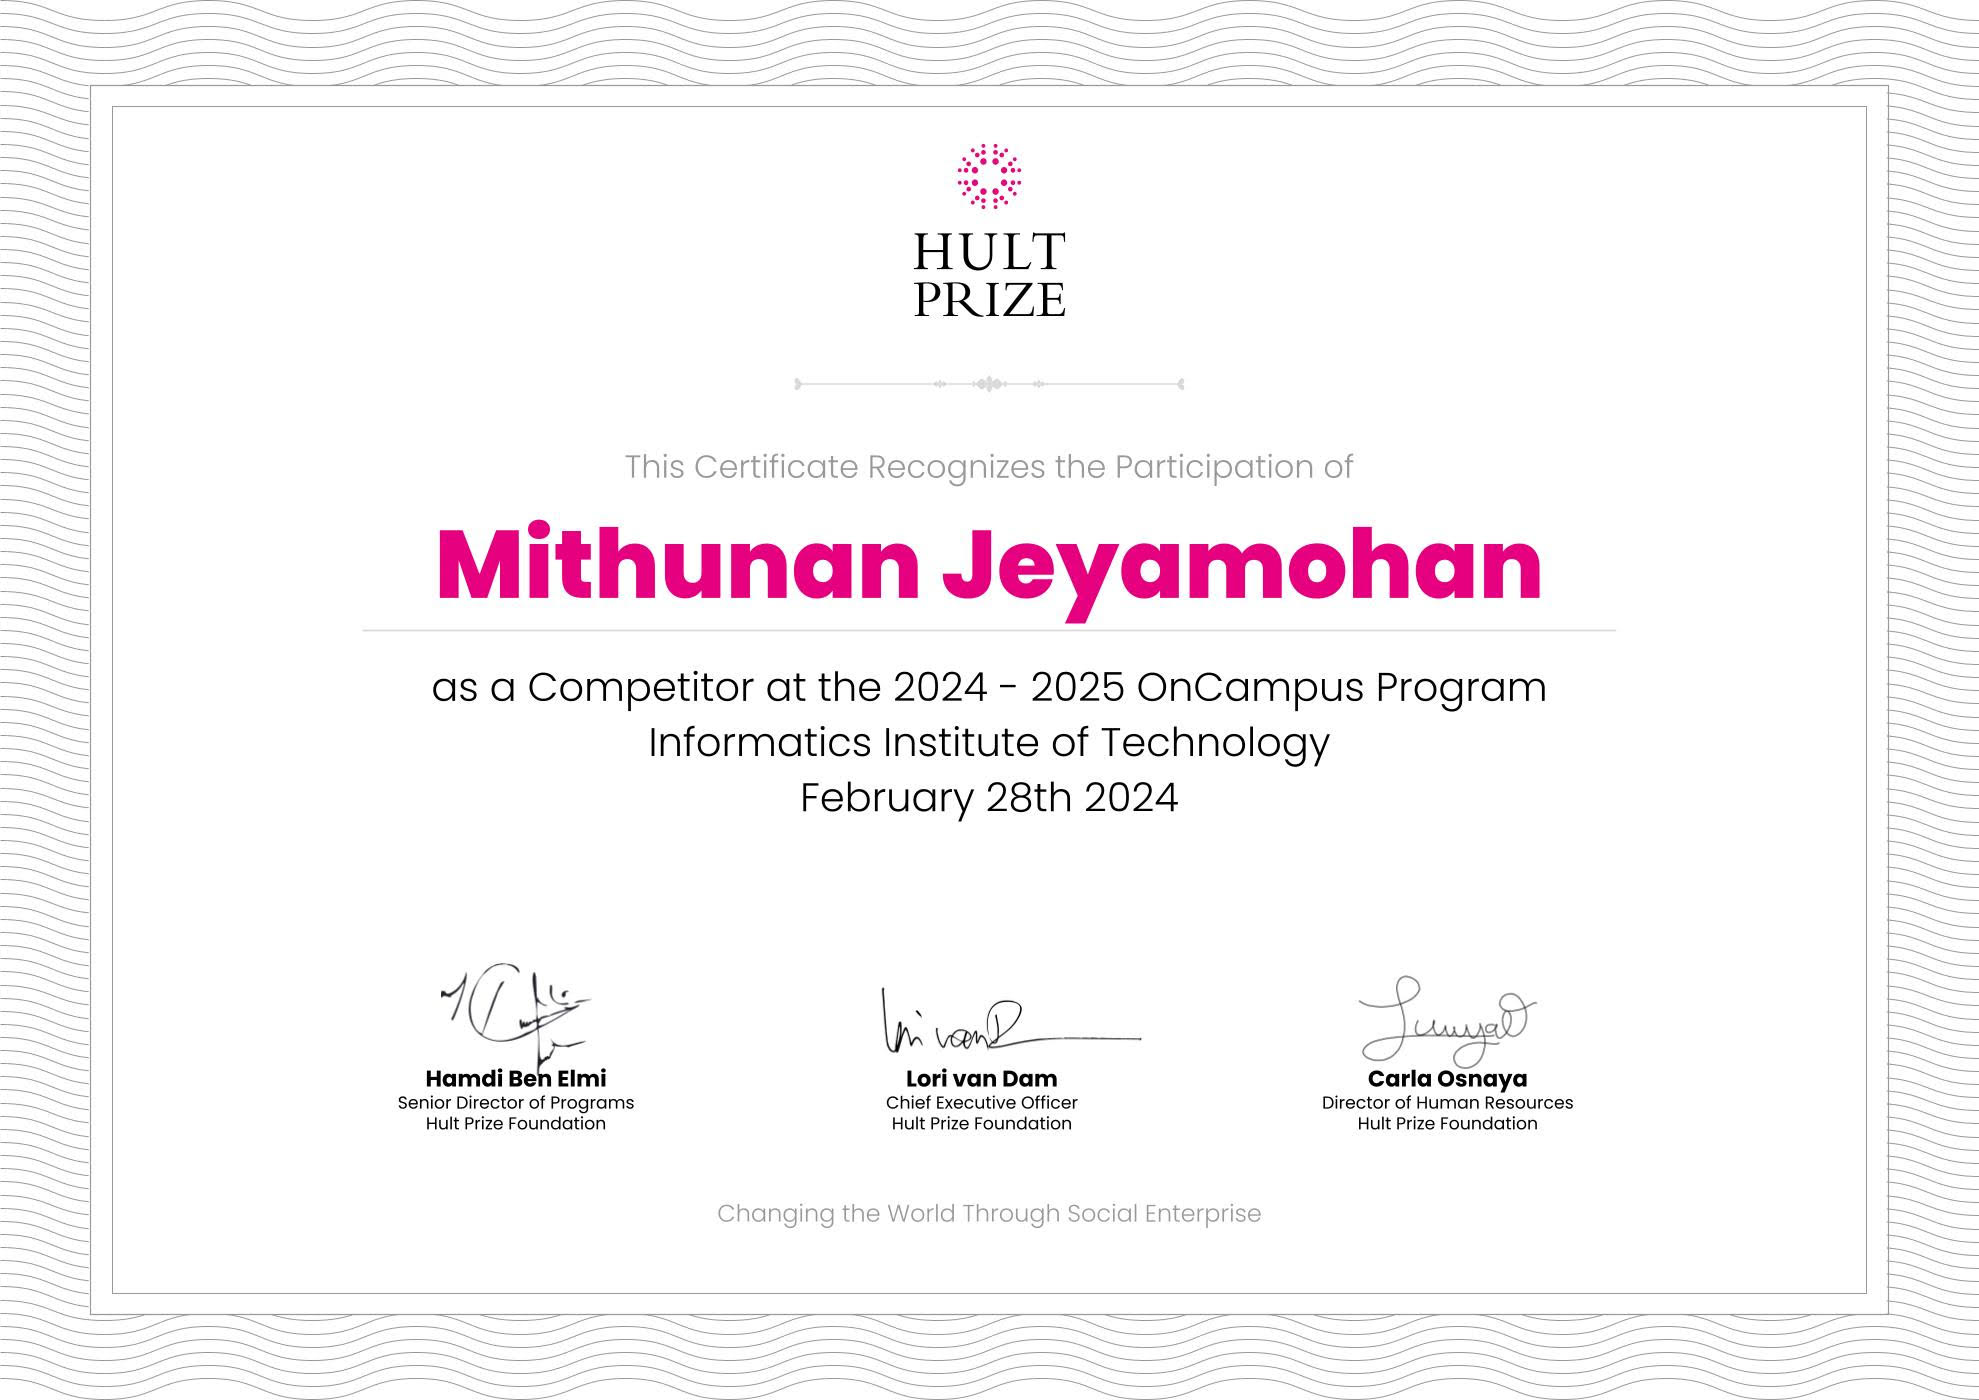 HULT
PRIZE
This Certificate Recognizes the Participation of
Mithunan Jeyamohan
as a Competitor at the 2024 - 2025 OnCampus Program
Informatics Institute of Technology
February 28th 2024
Hamdi Ben Elmi
Senior Director of Programs
Hult Prize Foundation
Lori van Dam
Chief Executive Officer
Hult Prize Foundation
Carla Osnaya
Director of Human Resources
Hult Prize Foundation
Changing the World Through Social Enterprise